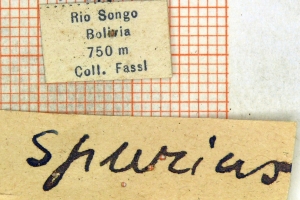 Rio Songo
Bolivia
750 m
Coll. Fassl
Spurius